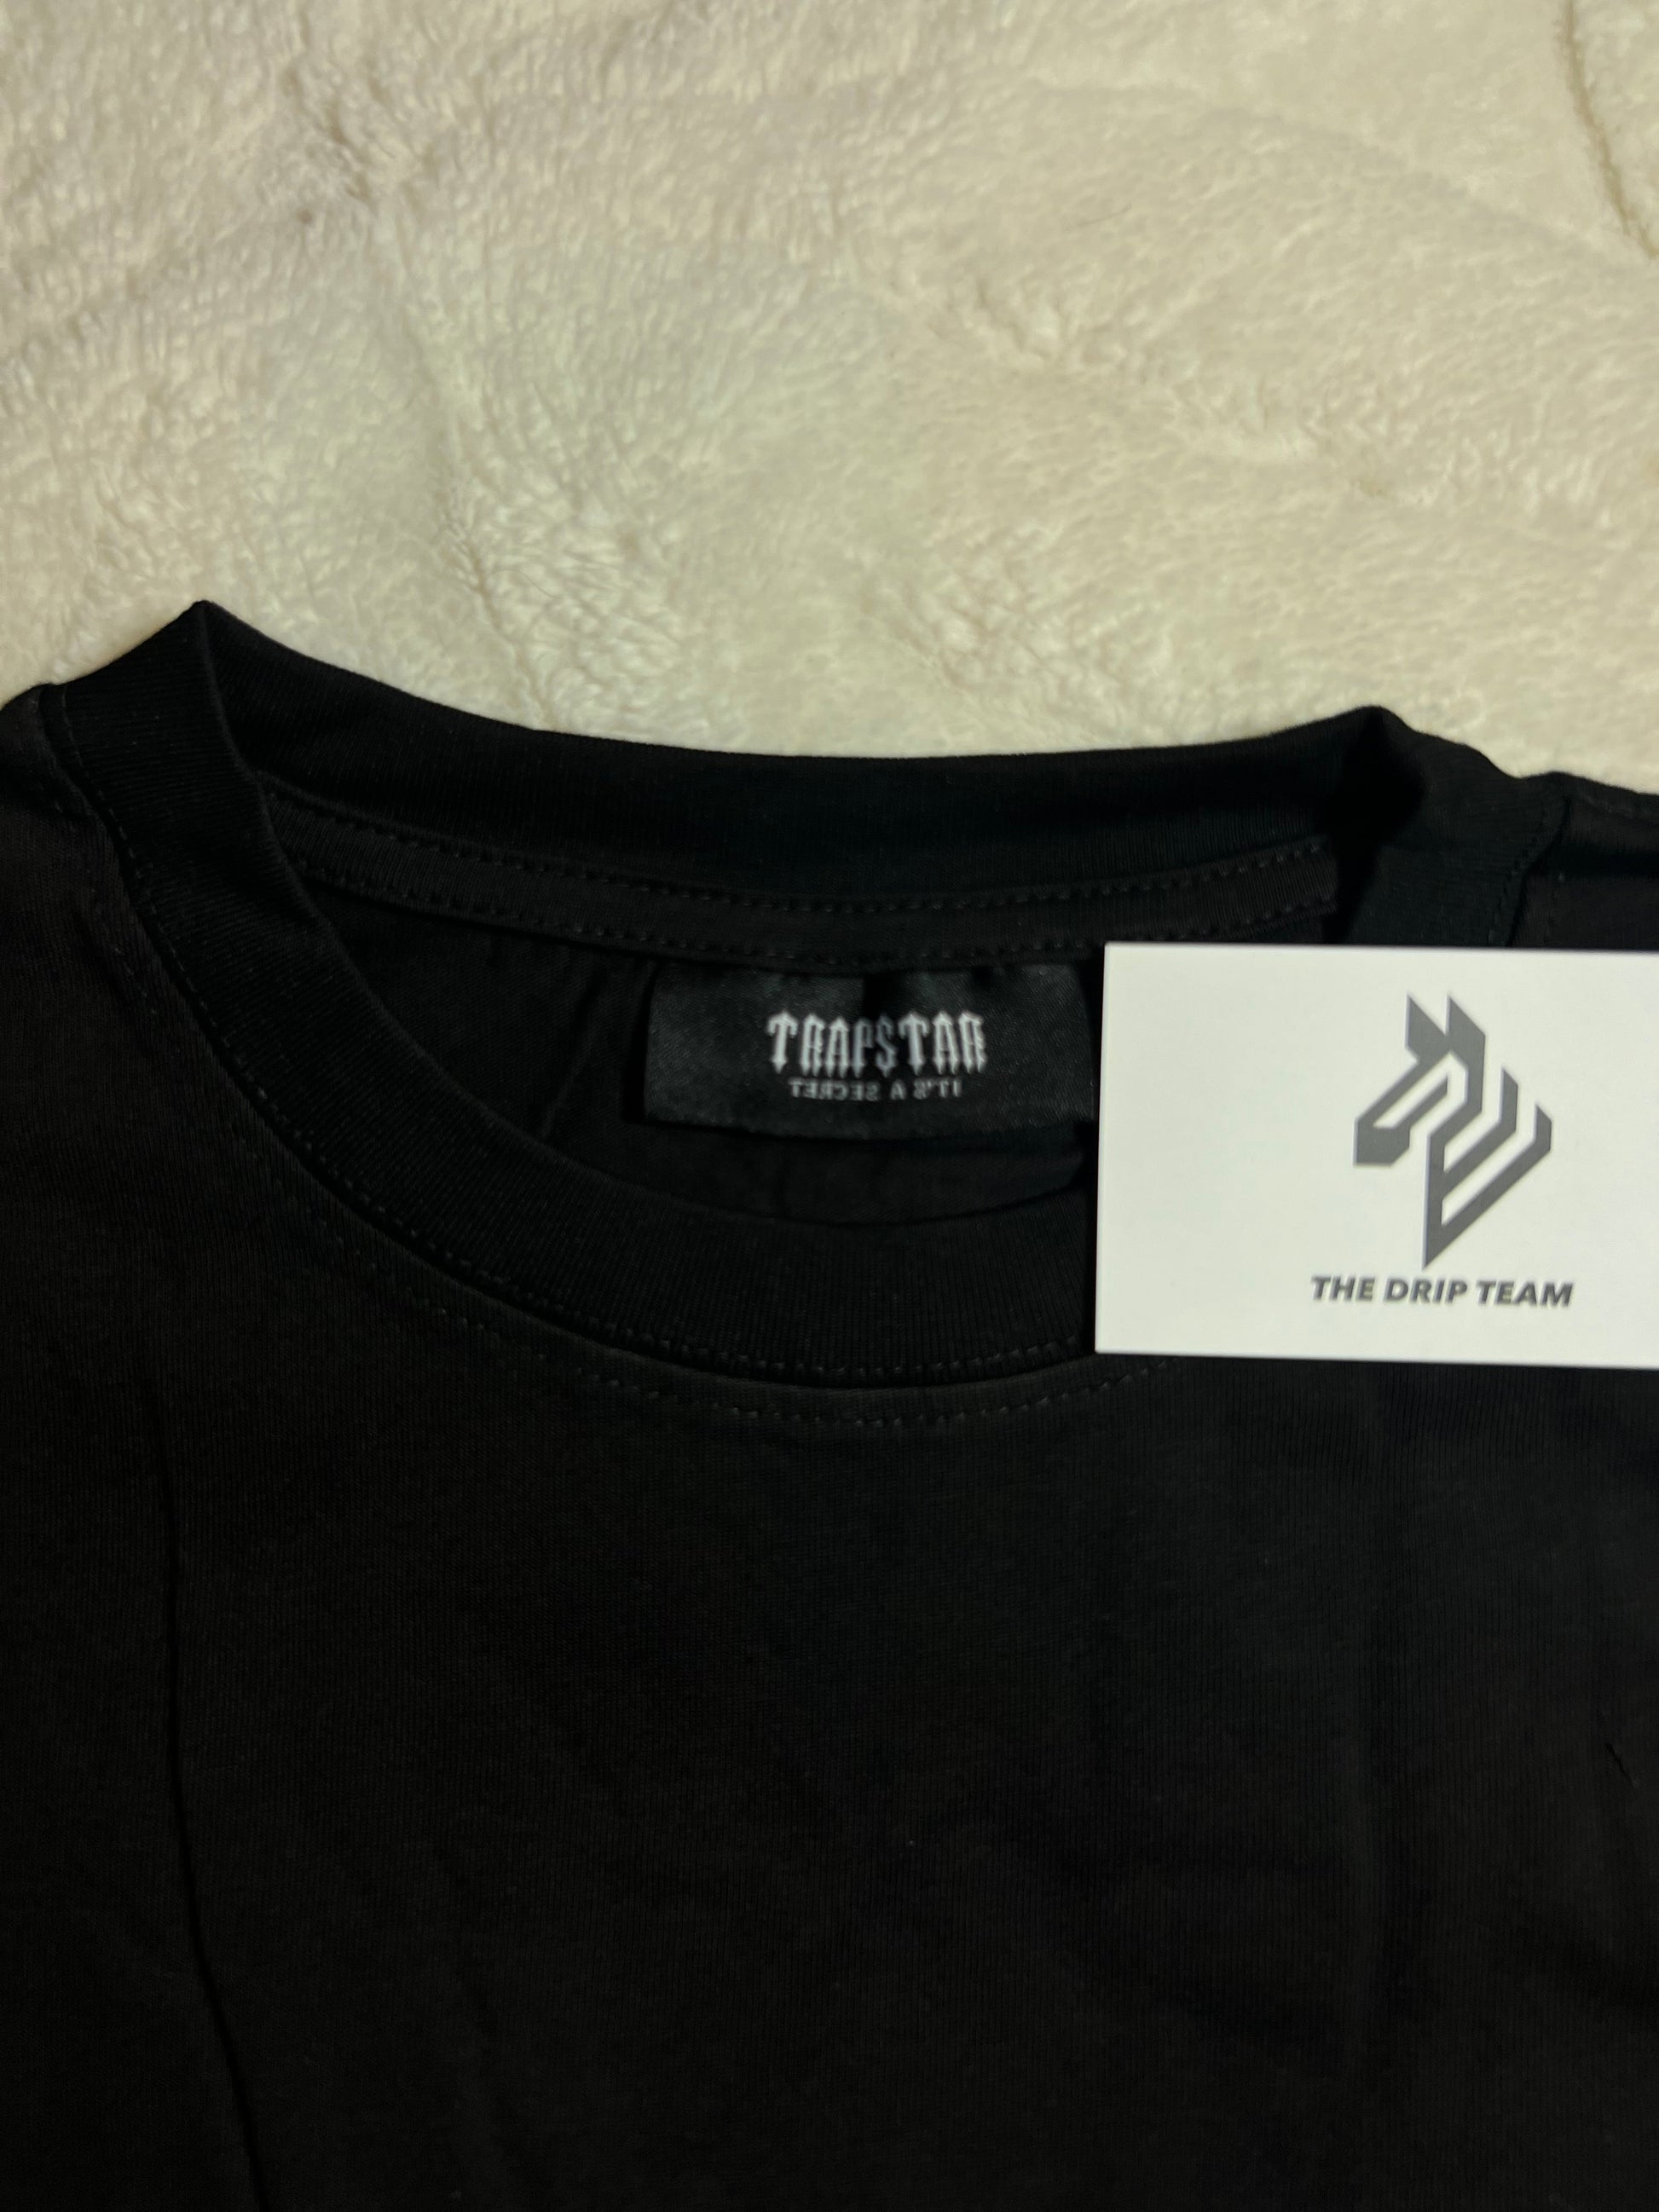 TRAPSTAR
IT'S A SECRET
THE DRIP TEAM